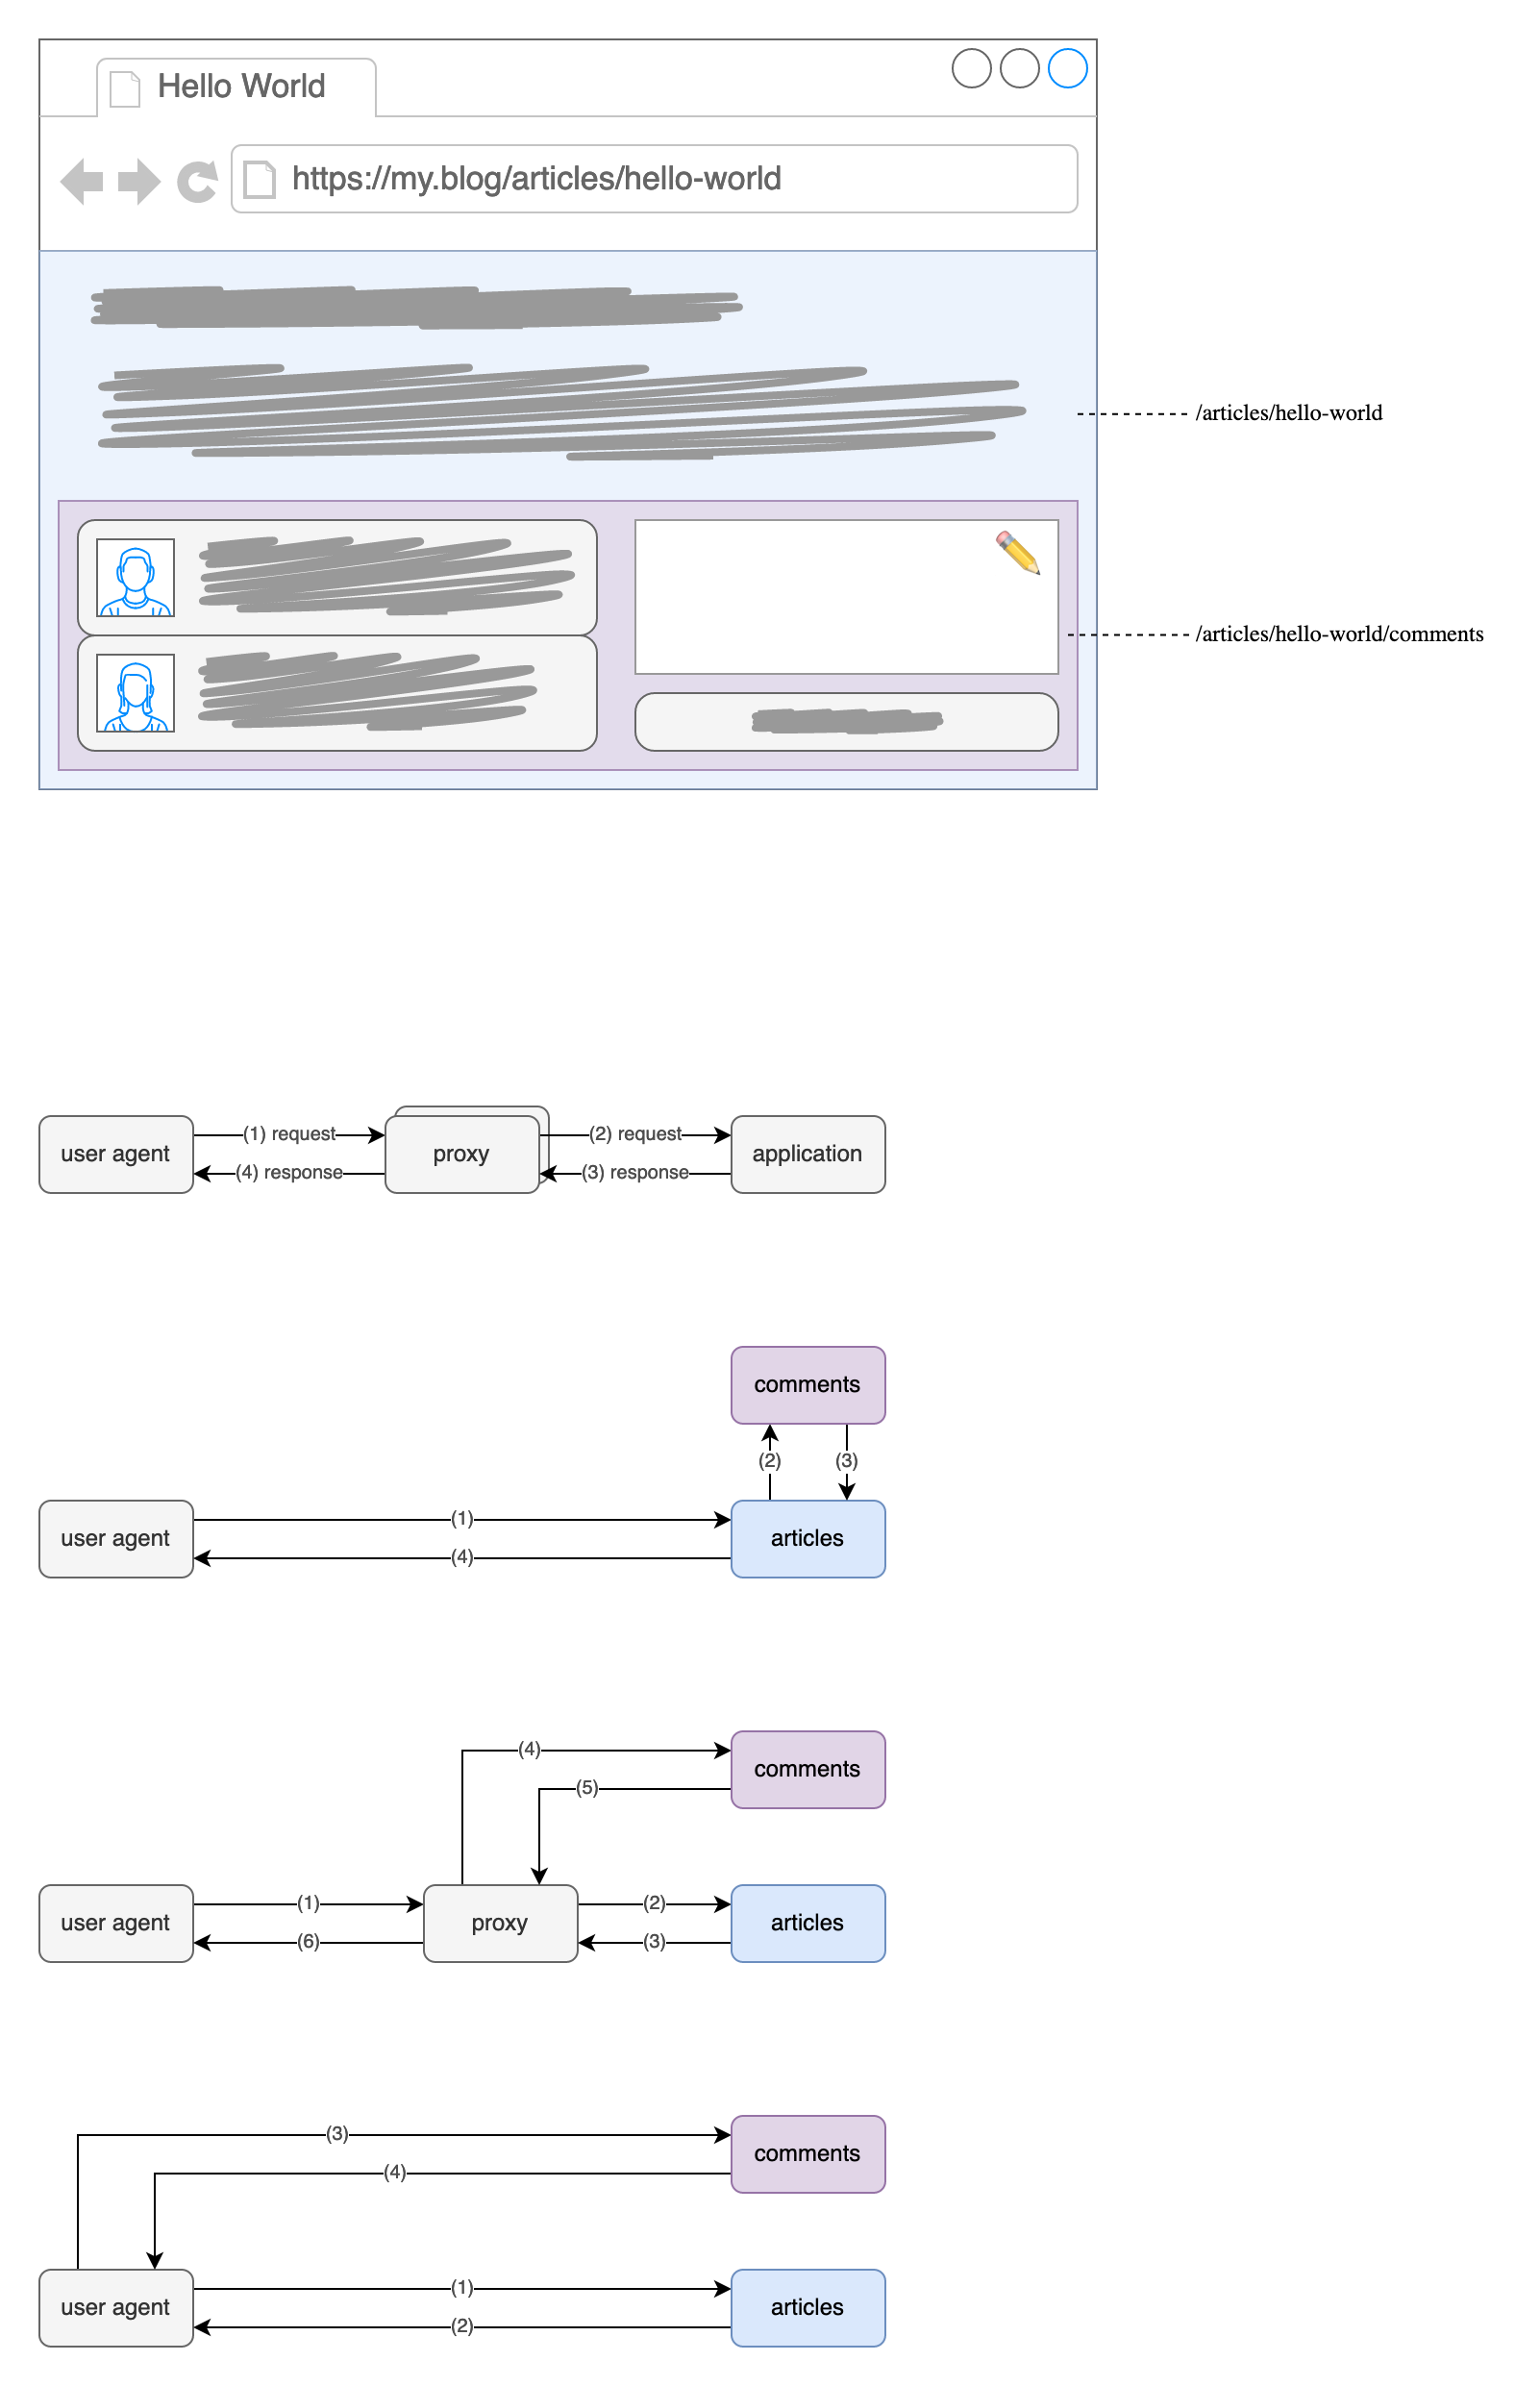 Hello World
https://my.blog/articles/hello-world
/articles/hello-world
/articles/hello-world/comments
user agent
(1) request
(4) response
proxy
(2) request
(3) response
application
comments
(2)
(3)
user agent
(1)
(4)
articles
(4)
(5)
comments
user agent
(1)
(6)
proxy
(2)
(3)
articles
(3)
(4)
comments
user agent
(1)
(2)
articles